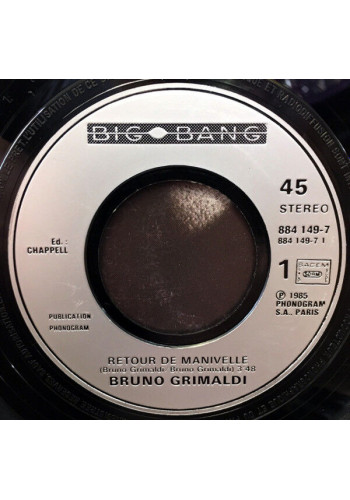 BIG BANG
45
STEREO
884 149-7
884 149-7 1
Ed. :
CHAPPELL
1
SACEM
℗ 1985
PHONOGRAM
S.A., PARIS
PUBLICATION
PHONOGRAM
RETOUR DE MANIVELLE
(Bruno Grimaldi, Bruno Grimaldi) 3'48
BRUNO GRIMALDI